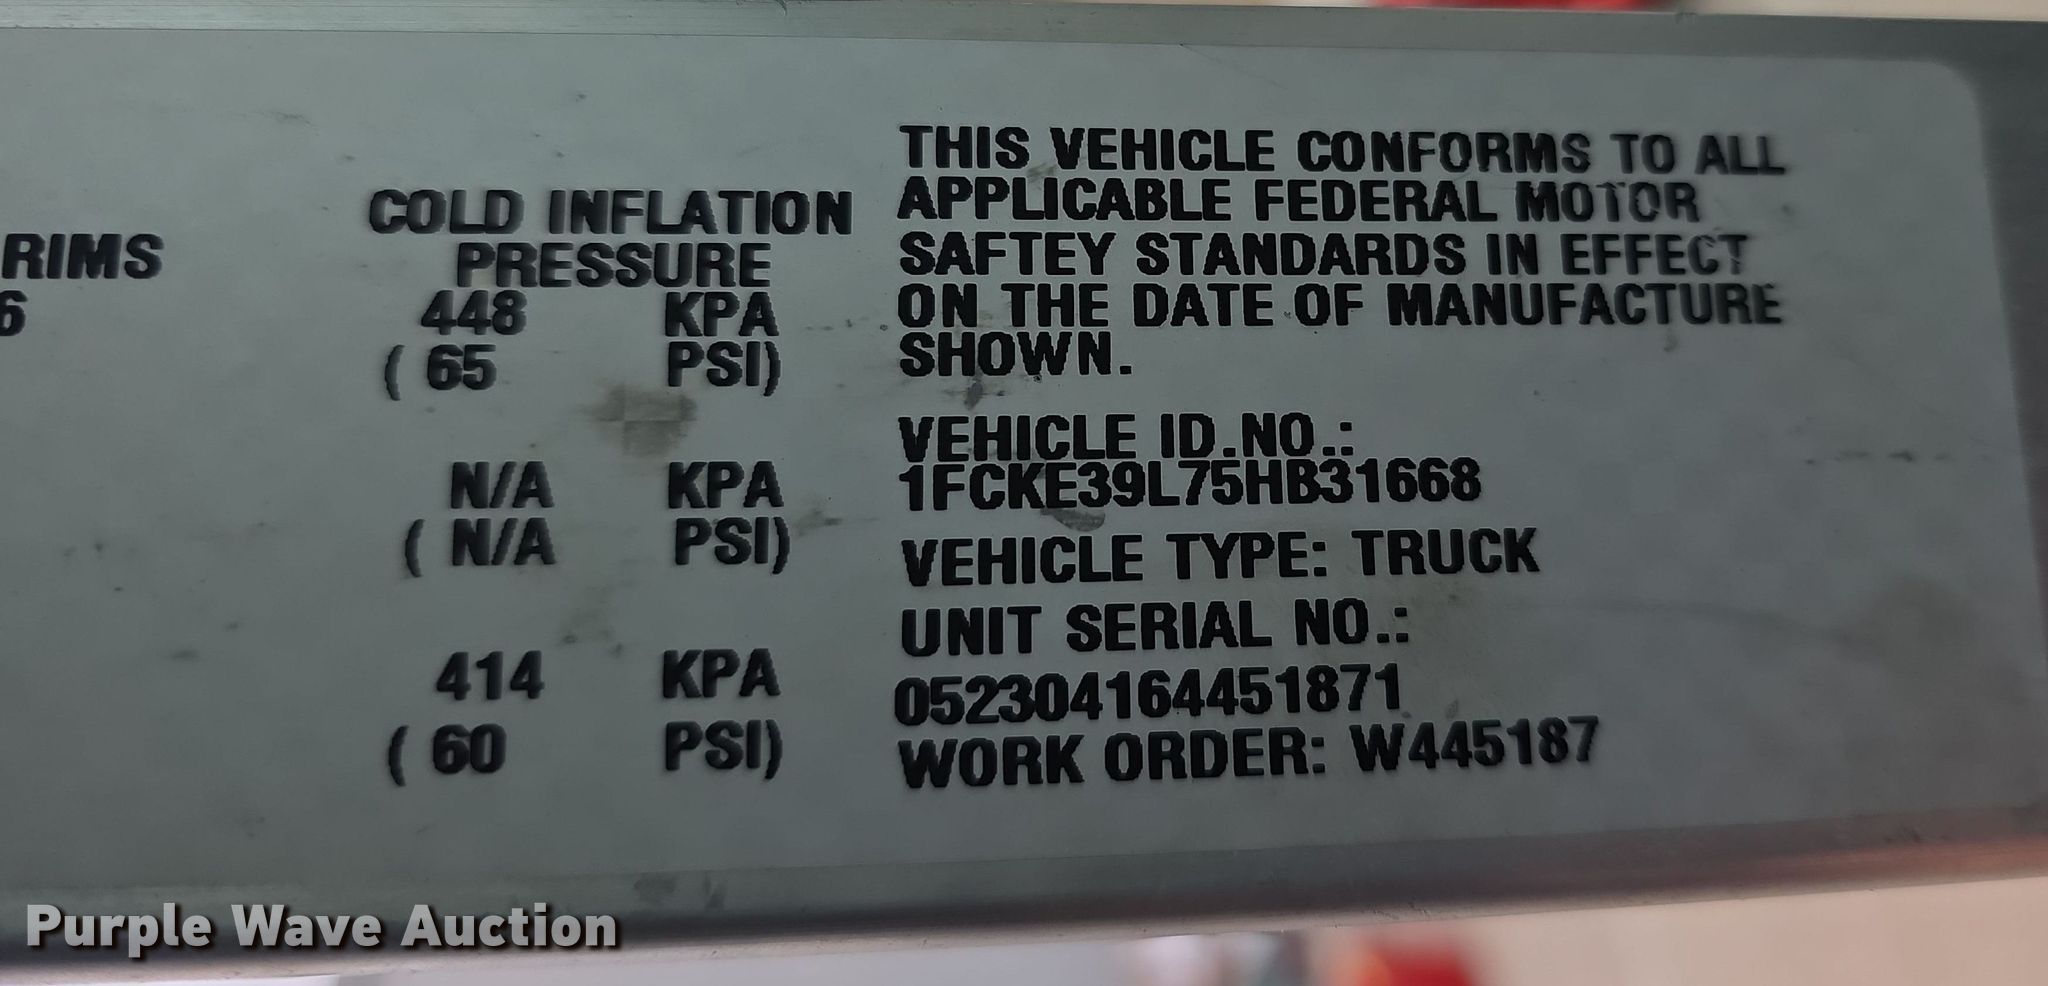 RIMS
6
COLD INFLATION
PRESSURE
448 KPA
( 65 PSI)
N/A KPA
( N/A PSI)
414 KPA
( 60 PSI)
THIS VEHICLE CONFORMS TO ALL
APPLICABLE FEDERAL MOTOR
SAFTEY STANDARDS IN EFFECT
ON THE DATE OF MANUFACTURE
SHOWN.
VEHICLE ID.NO.:
1FCKE39L75HB31668
VEHICLE TYPE: TRUCK
UNIT SERIAL NO.:
052304164451871
WORK ORDER: W445187
Purple Wave Auction